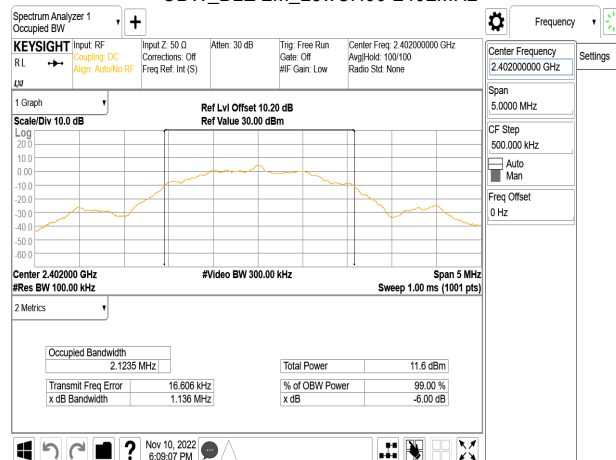 Spectrum Analyzer 1
Occupied BW
Frequency
KEYSIGHT
RL
LXI
Input: RF
Coupling: DC
Align: Auto/No RF
Input Z: 50 Ω
Corrections: Off
Freq Ref: Int (S)
Atten: 30 dB
Trig: Free Run
Gate: Off
#IF Gain: Low
Center Freq: 2.402000000 GHz
Avg|Hold: 100/100
Radio Std: None
Center Frequency
2.402000000 GHz
Settings
Span
5.0000 MHz
CF Step
500.000 kHz
Auto
Man
Freq Offset
0 Hz
1 Graph
Scale/Div 10.0 dB
Ref Lvl Offset 10.20 dB
Ref Value 30.00 dBm
Log
20.0
10.0
0.00
-10.0
-20.0
-30.0
-40.0
-50.0
-60.0
Center 2.402000 GHz
#Res BW 100.00 kHz
#Video BW 300.00 kHz
Span 5 MHz
Sweep 1.00 ms (1001 pts)
2 Metrics
Occupied Bandwidth
2.1235 MHz
Total Power 11.6 dBm
Transmit Freq Error 16.606 kHz
% of OBW Power 99.00 %
x dB Bandwidth 1.136 MHz
x dB -6.00 dB
Nov 10, 2022
6:09:07 PM